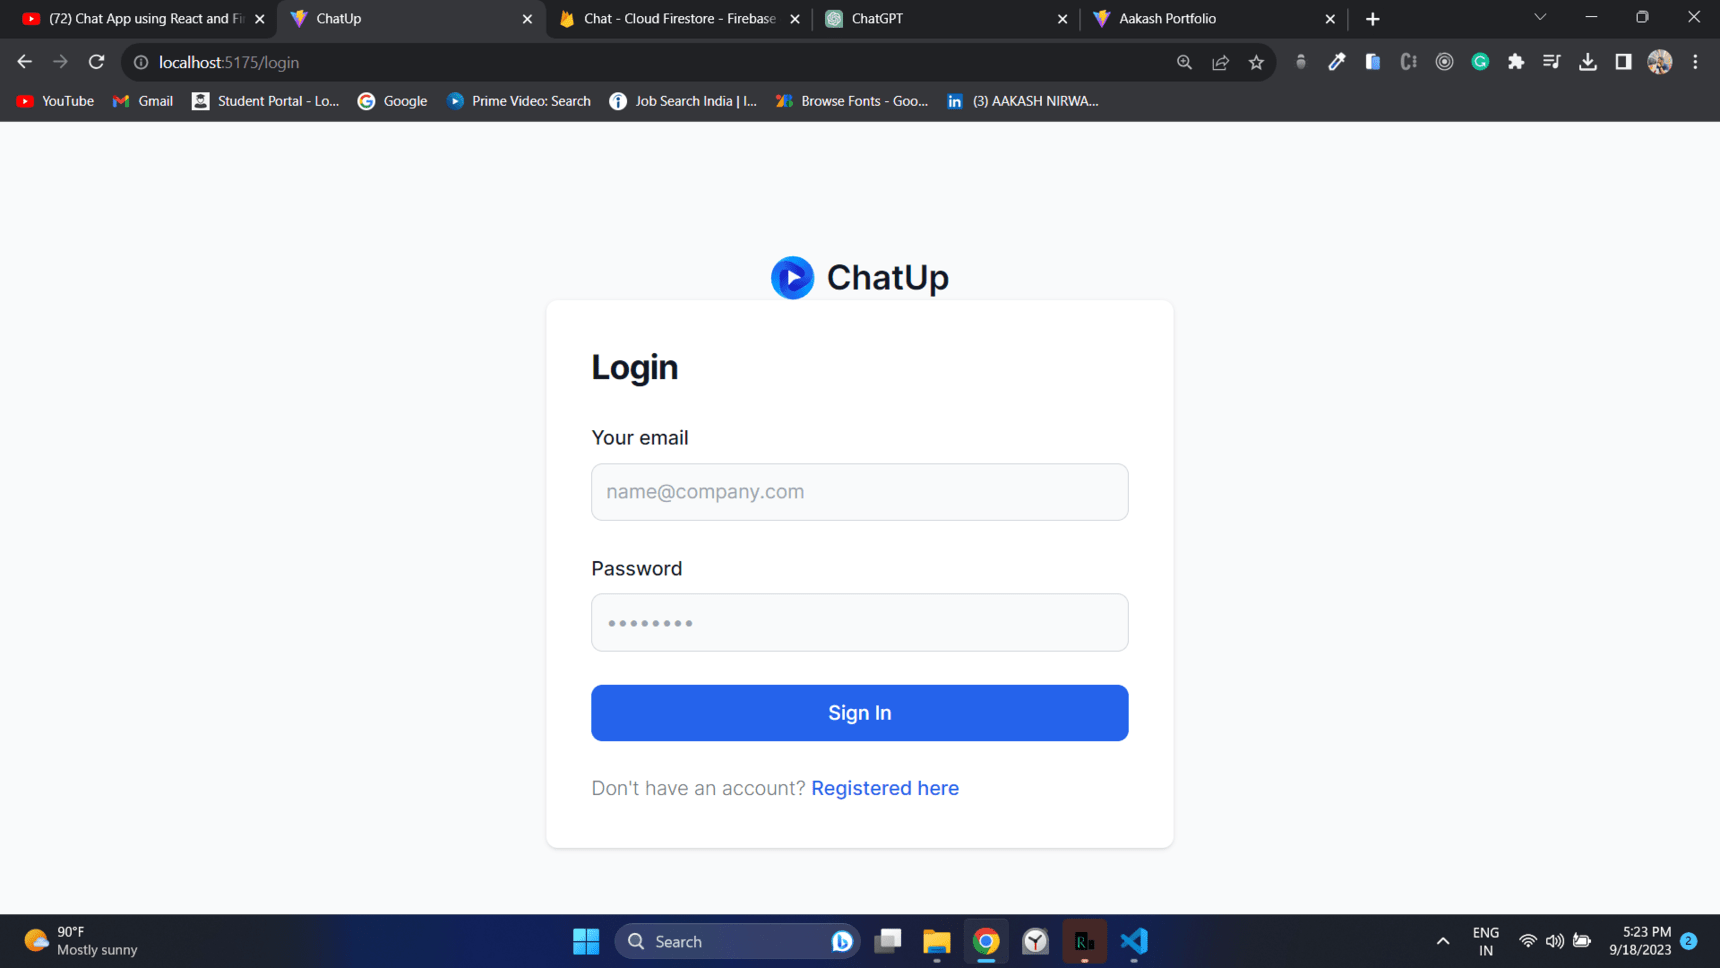 (72) Chat App using React and Fir
ChatUp
Chat - Cloud Firestore - Firebase
ChatGPT
Aakash Portfolio
localhost:5175/login
YouTube
Gmail
Student Portal - Lo...
Google
Prime Video: Search
Job Search India | I...
Browse Fonts - Goo...
(3) AAKASH NIRWA...
ChatUp
Login
Your email
name@company.com
Password
Sign In
Don't have an account? Registered here
90°F
Mostly sunny
Search
ENG
IN
5:23 PM
9/18/2023
2